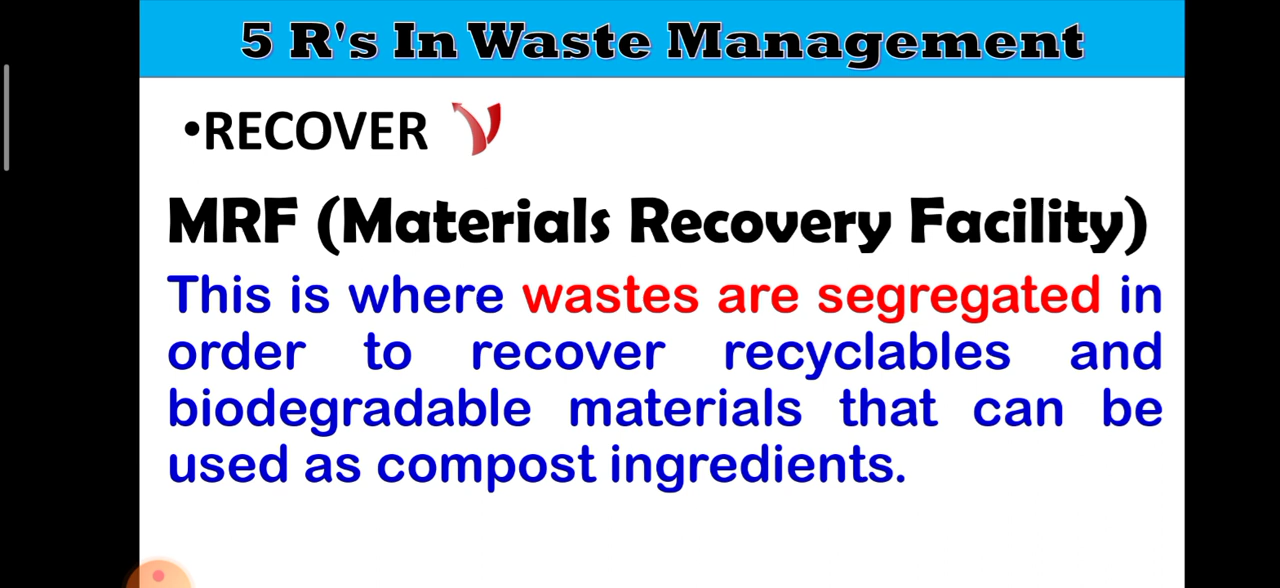 5 R's In Waste Management
•RECOVER
MRF (Materials Recovery Facility)
This is where wastes are segregated in
order to recover recyclables and
biodegradable materials that can be
used as compost ingredients.